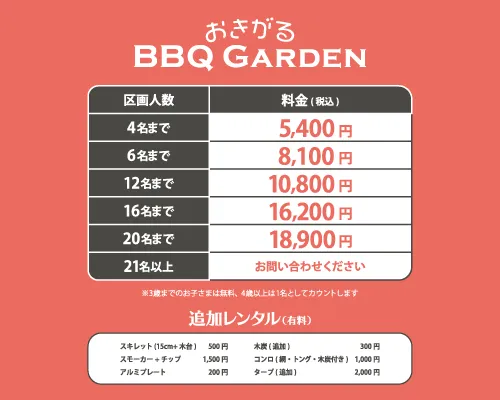 おきがる
BBQ GARDEN
区画人数 料金(税込)
4名まで 5,400円
6名まで 8,100円
12名まで 10,800円
16名まで 16,200円
20名まで 18,900円
21名以上 お問い合わせください
※3歳までのお子さまは無料、4歳以上は1名としてカウントします
追加レンタル(有料)
スキレット(15cm+木台) 500円 木炭(追加) 300円
スモーカー+チップ 1,500円 コンロ(網・トング・木炭付き) 1,000円
アルミプレート 200円 タープ(追加) 2,000円